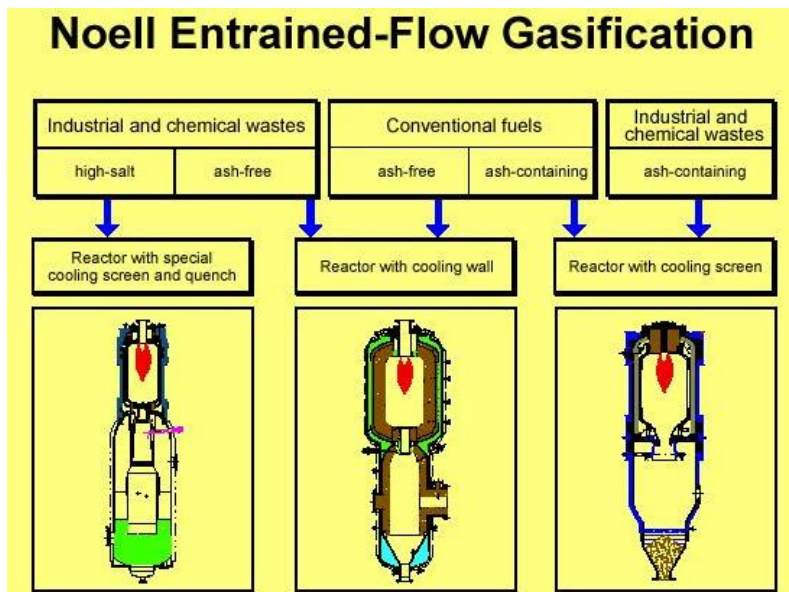 Noell Entrained-Flow Gasification
Industrial and chemical wastes
high-salt
ash-free
Conventional fuels
ash-free
ash-containing
Industrial and
chemical wastes
ash-containing
Reactor with special
cooling screen and quench
Reactor with cooling wall
Reactor with cooling screen